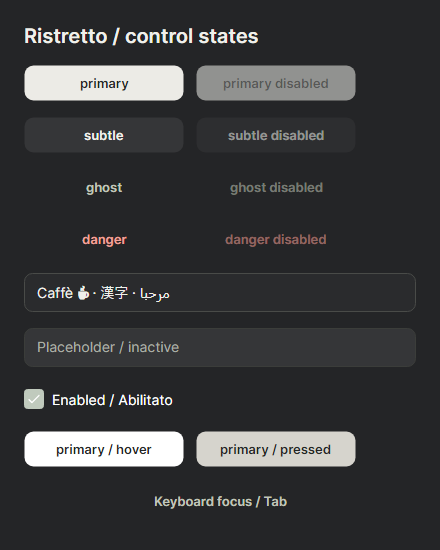 Ristretto / control states
primary
primary disabled
subtle
subtle disabled
ghost
ghost disabled
danger
danger disabled
Caffè ☕ · 漢字 · مرحبا
Placeholder / inactive
Enabled / Abilitato
primary / hover
primary / pressed
Keyboard focus / Tab